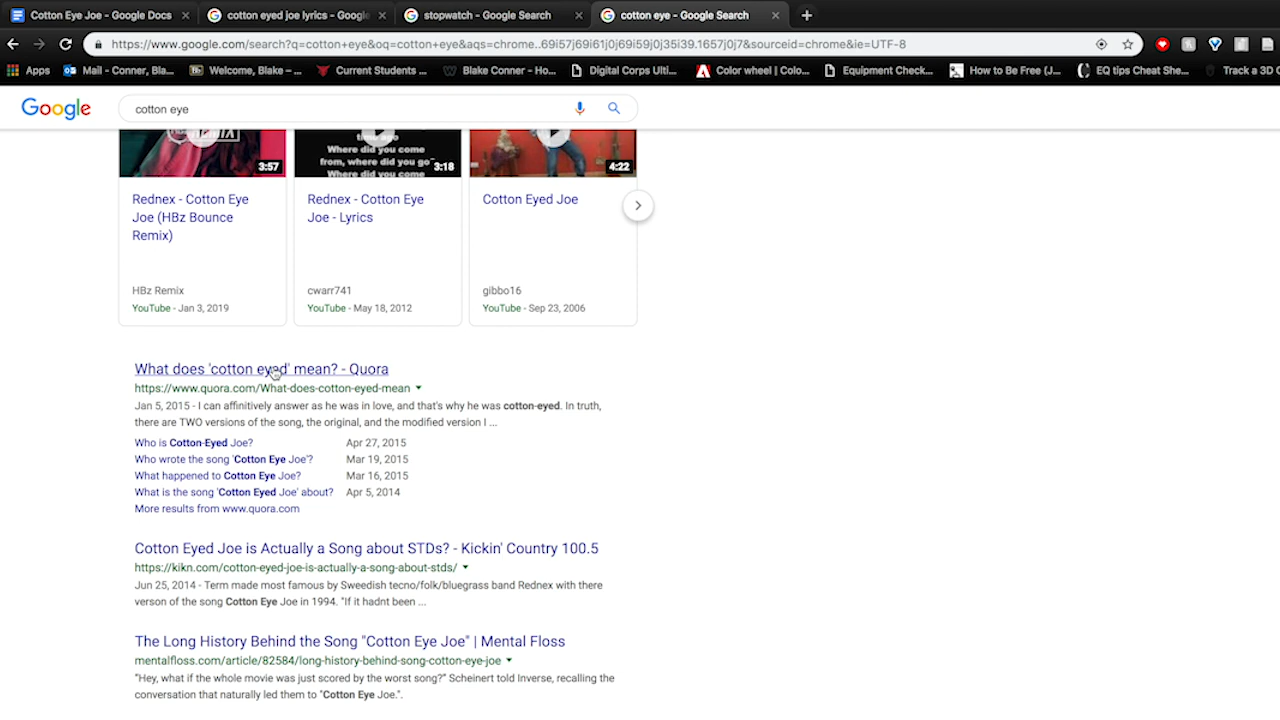 Cotton Eye Joe - Google Docs
cotton eyed joe lyrics - Google
stopwatch - Google Search
cotton eye - Google Search
https://www.google.com/search?q=cotton+eye&oq=cotton+eye&aqs=chrome..69i57j69i61j0j69i59j0j35i39.1657j0j7&sourceid=chrome&ie=UTF-8
Apps
Mail - Conner, Bla...
Welcome, Blake – ...
Current Students ...
Blake Conner - Ho...
Digital Corps Ulti...
Color wheel | Colo...
Equipment Check...
How to Be Free (J...
EQ tips Cheat She...
Track a 3D
Google
cotton eye
time ago
Where did you come
from, where did you go
Where did you come
3:57
3:18
4:22
Rednex - Cotton Eye
Joe (HBz Bounce
Remix)
HBz Remix
YouTube - Jan 3, 2019
Rednex - Cotton Eye
Joe - Lyrics
cwarr741
YouTube - May 18, 2012
Cotton Eyed Joe
gibbo16
YouTube - Sep 23, 2006
What does 'cotton eyed' mean? - Quora
https://www.quora.com/What-does-cotton-eyed-mean
Jan 5, 2015 - I can affinitively answer as he was in love, and that's why he was cotton-eyed. In truth,
there are TWO versions of the song, the original, and the modified version I ...
Who is Cotton-Eyed Joe? Apr 27, 2015
Who wrote the song 'Cotton Eye Joe'? Mar 19, 2015
What happened to Cotton Eye Joe? Mar 16, 2015
What is the song 'Cotton Eyed Joe' about? Apr 5, 2014
More results from www.quora.com
Cotton Eyed Joe is Actually a Song about STDs? - Kickin' Country 100.5
https://kikn.com/cotton-eyed-joe-is-actually-a-song-about-stds/
Jun 25, 2014 - Term made most famous by Swedish tecno/folk/bluegrass band Rednex with there
verson of the song Cotton Eye Joe in 1994. "If it hadnt been ...
The Long History Behind the Song "Cotton Eye Joe" | Mental Floss
mentalfloss.com/article/82584/long-history-behind-song-cotton-eye-joe
"Hey, what if the whole movie was just scored by the worst song?" Scheinert told Inverse, recalling the
conversation that naturally led them to "Cotton Eye Joe.".